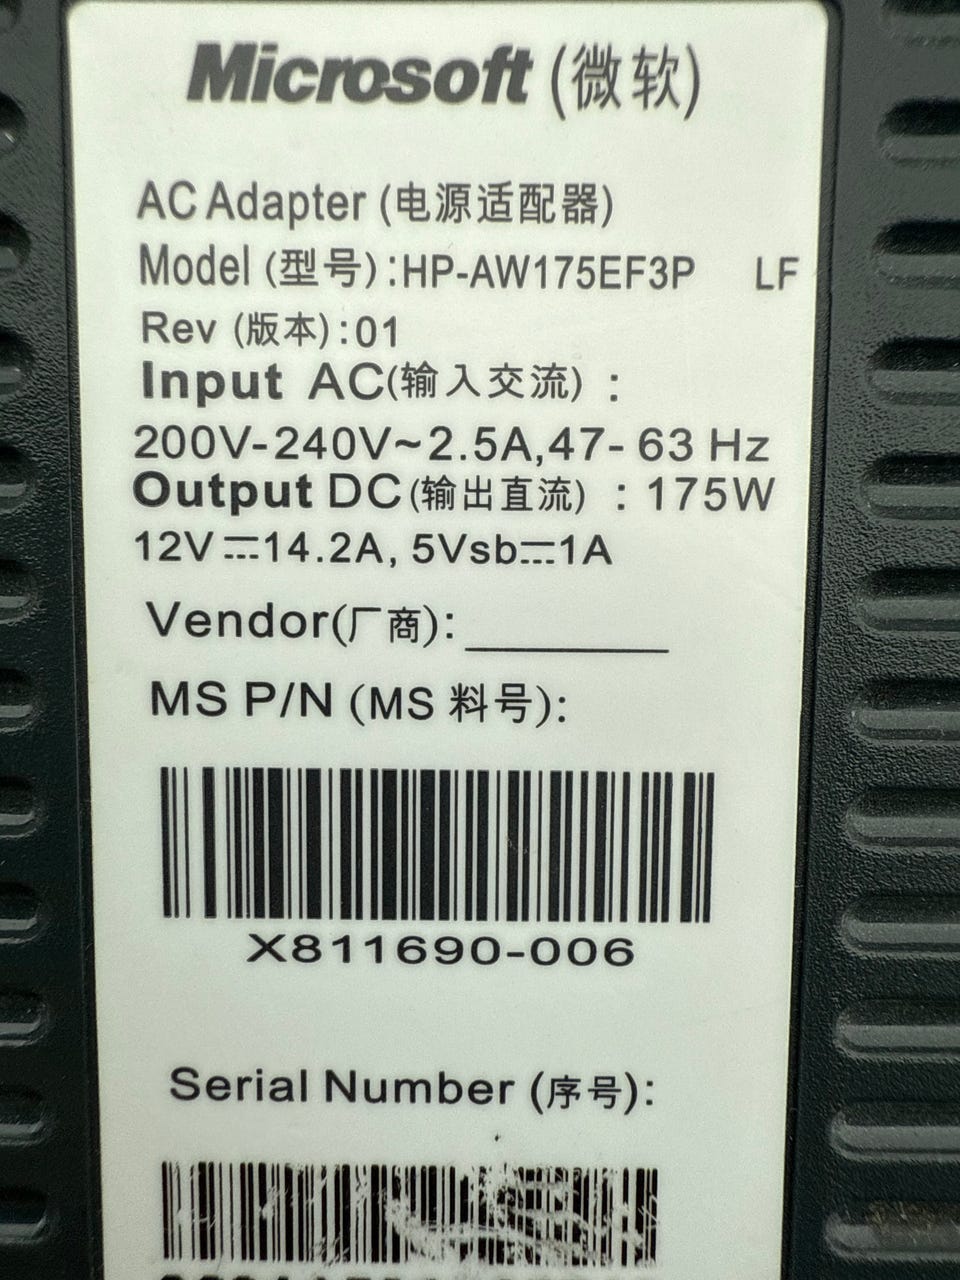 Microsoft (微软)
AC Adapter (电源适配器)
Model (型号):HP-AW175EF3P LF
Rev (版本):01
Input AC(输入交流) :
200V-240V~2.5A,47- 63 Hz
Output DC(输出直流) : 175W
12V⎓14.2A, 5Vsb⎓1A
Vendor(厂商):__________
MS P/N (MS 料号):
X811690-006
Serial Number (序号):